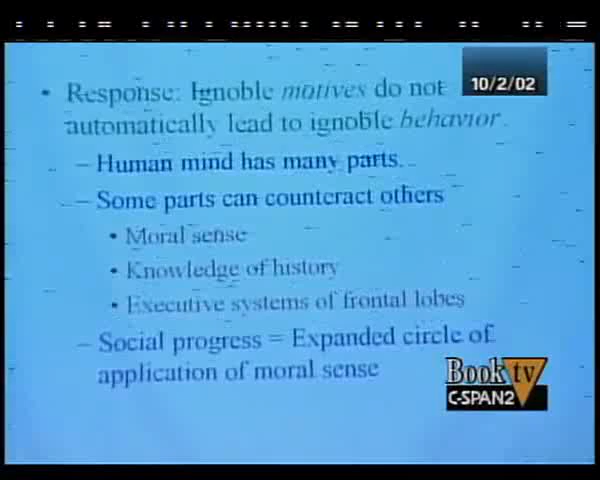 10/2/02
• Response: Ignoble motives do not
automatically lead to ignoble behavior.
– Human mind has many parts.
– Some parts can counteract others
• Moral sense
• Knowledge of history
• Executive systems of frontal lobes
– Social progress = Expanded circle of
application of moral sense
Book tv
C-SPAN2